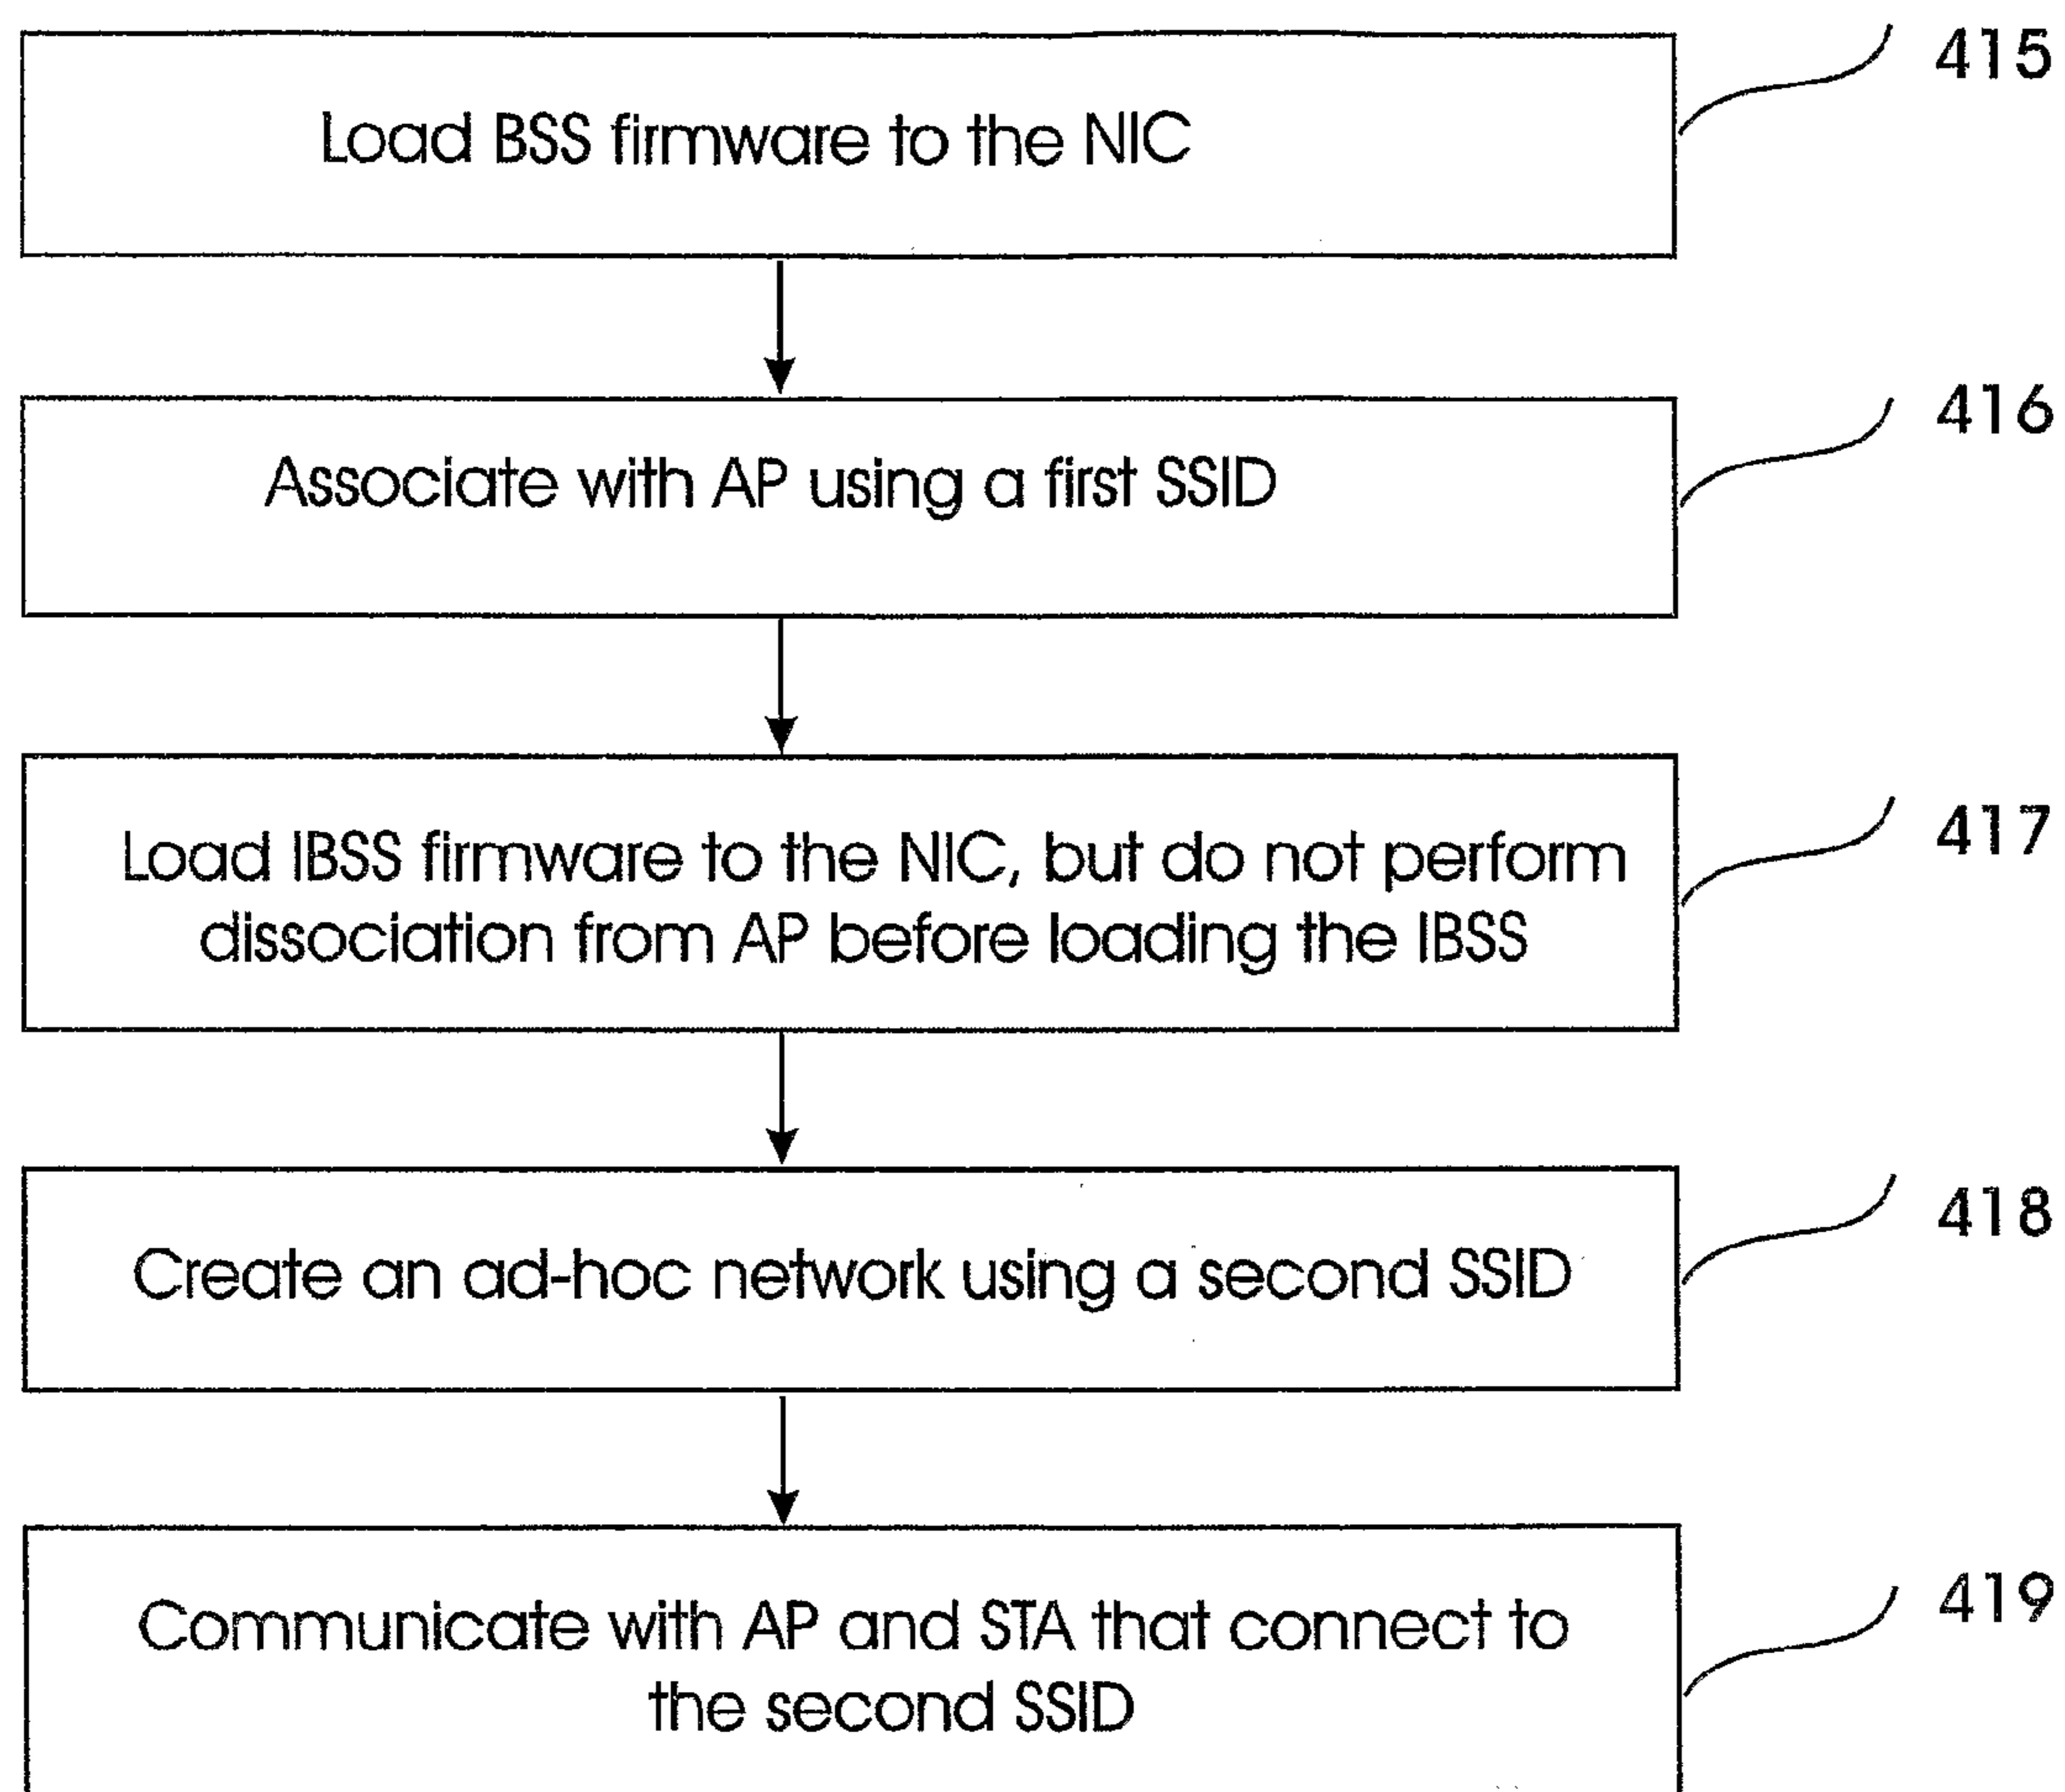 415
Load BSS firmware to the NIC
416
Associate with AP using a first SSID
417
Load IBSS firmware to the NIC, but do not perform
dissociation from AP before loading the IBSS
418
Create an ad-hoc network using a second SSID
419
Communicate with AP and STA that connect to
the second SSID